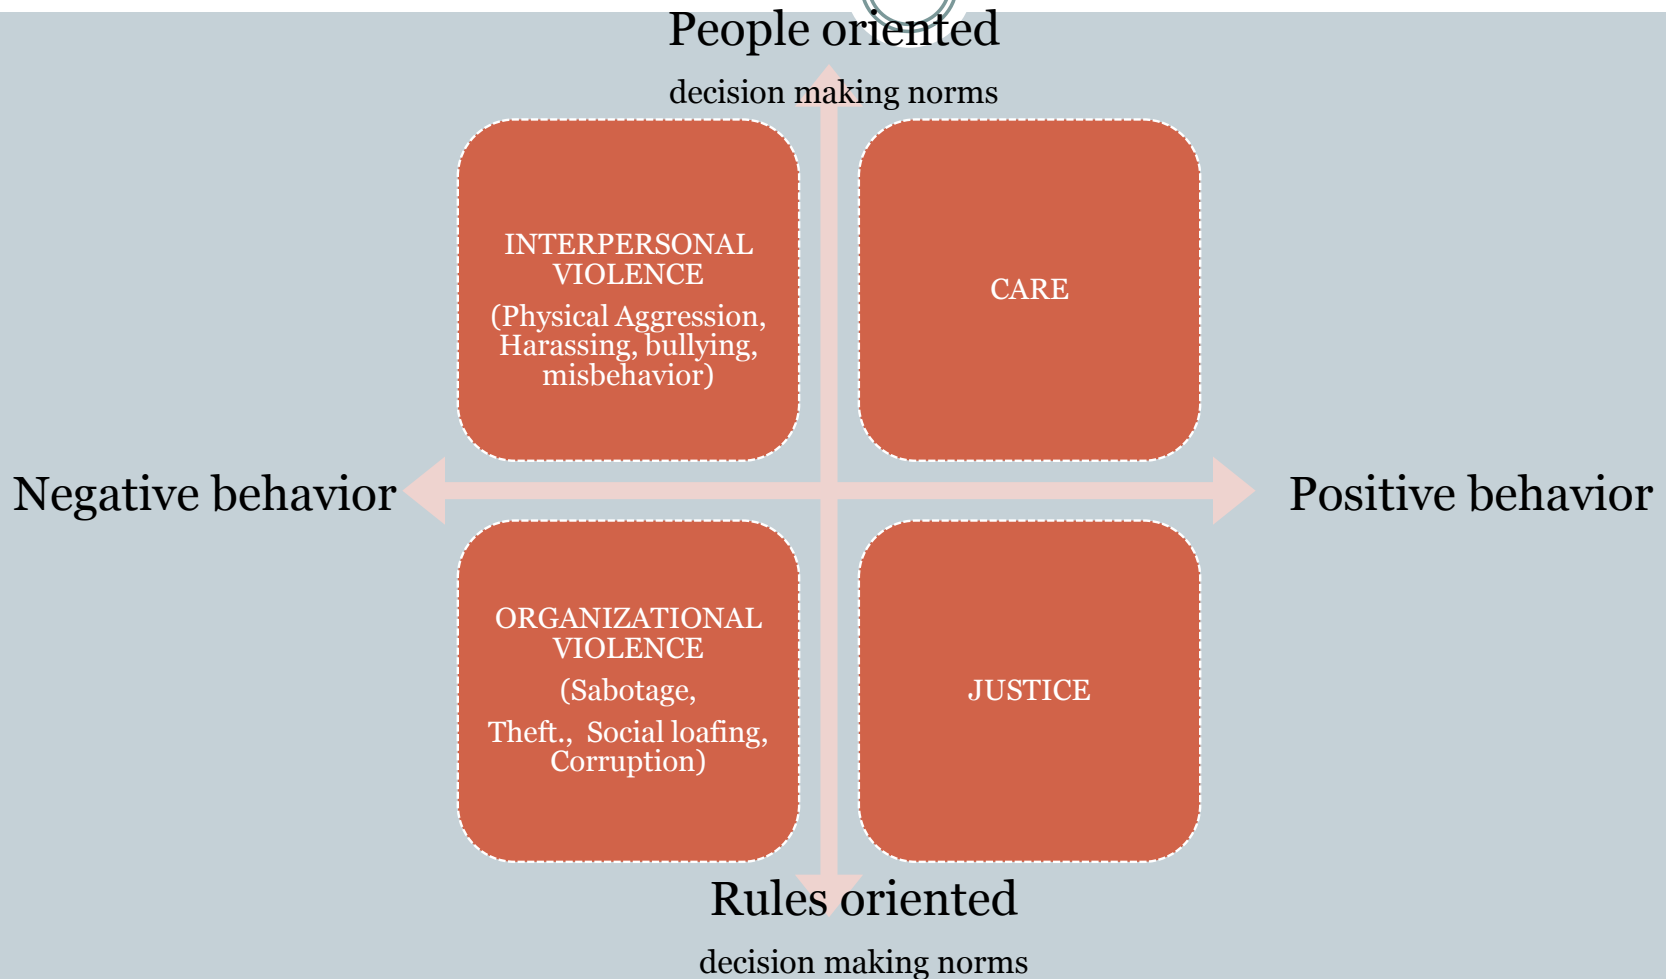 People oriented
decision making norms
INTERPERSONAL
VIOLENCE
(Physical Aggression,
Harassing, bullying,
misbehavior)
CARE
Negative behavior
Positive behavior
ORGANIZATIONAL
VIOLENCE
(Sabotage,
Theft., Social loafing,
Corruption)
JUSTICE
Rules oriented
decision making norms